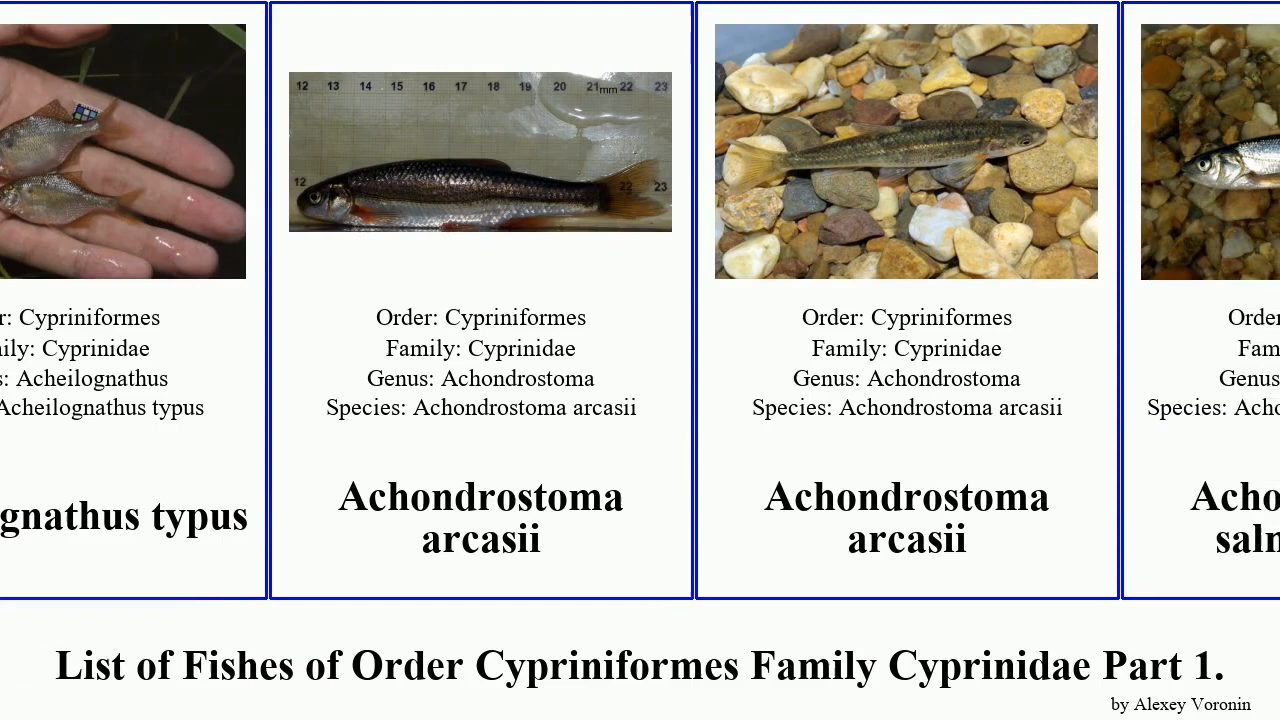 12 13 14 15 16 17 18 19 20 21 mm 22 23
12 22 23
r: Cypriniformes
ily: Cyprinidae
s: Acheilognathus
Acheilognathus typus
gnathus typus
Order: Cypriniformes
Family: Cyprinidae
Genus: Achondrostoma
Species: Achondrostoma arcasii
Achondrostoma
arcasii
Order: Cypriniformes
Family: Cyprinidae
Genus: Achondrostoma
Species: Achondrostoma arcasii
Achondrostoma
arcasii
Order
Fam
Genus
Species: Acho
Acho
saln
List of Fishes of Order Cypriniformes Family Cyprinidae Part 1.
by Alexey Voronin